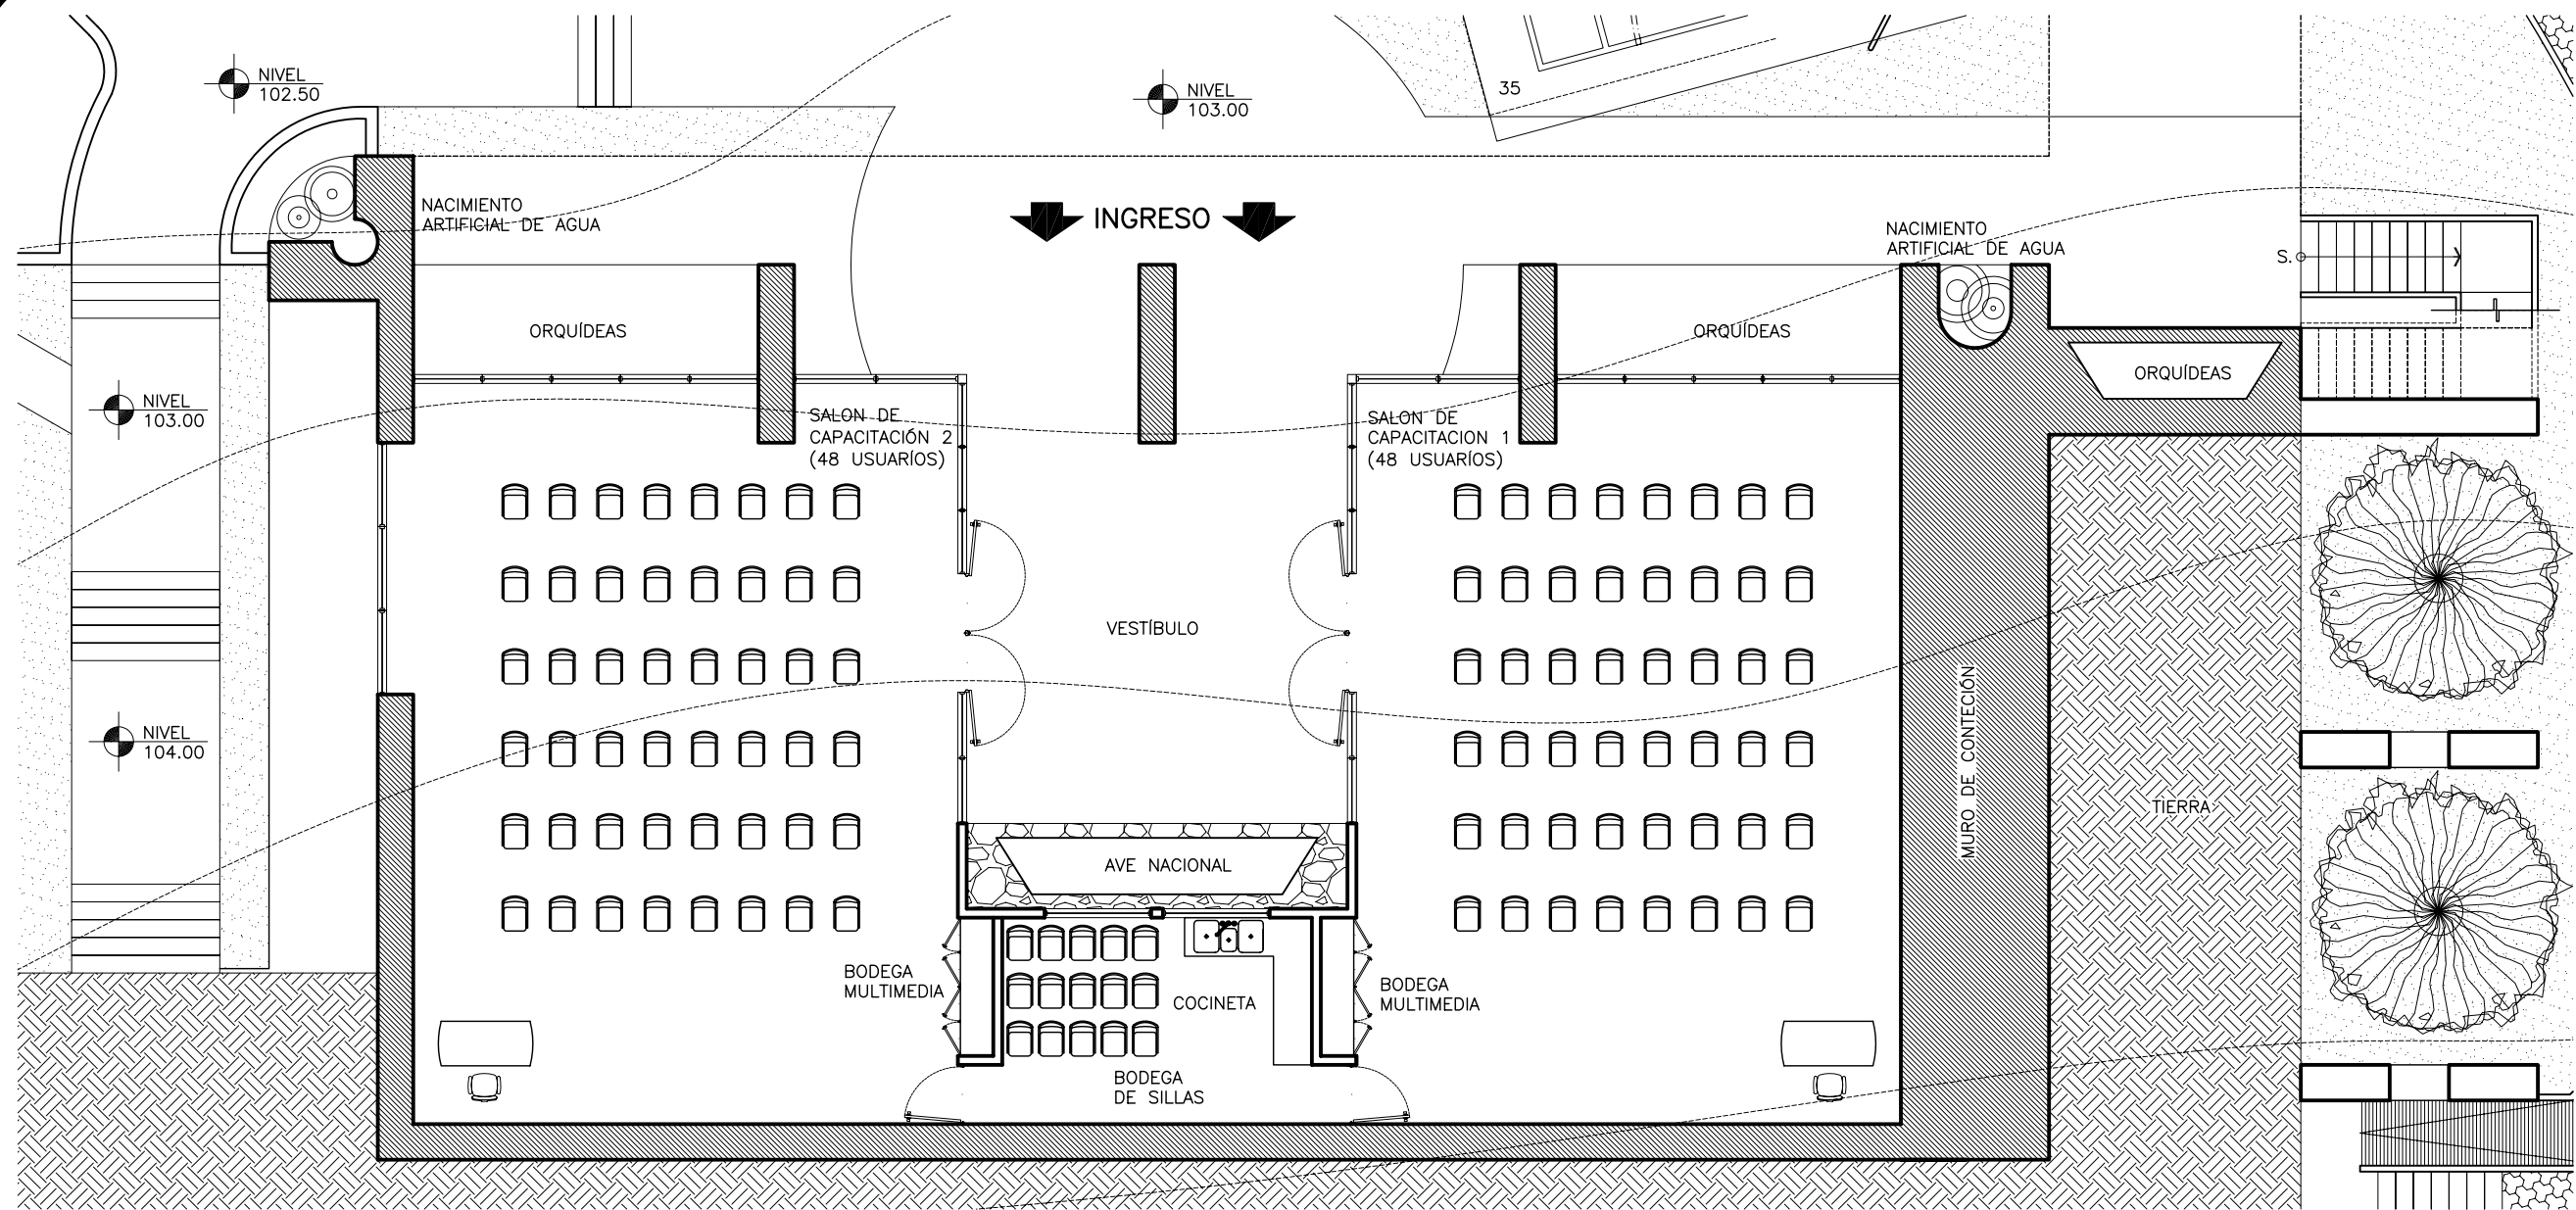 NIVEL
102.50
NIVEL
103.00
35
NACIMIENTO
ARTIFICIAL DE AGUA
INGRESO
NACIMIENTO
ARTIFICIAL DE AGUA
S.
ORQUÍDEAS
ORQUÍDEAS
ORQUÍDEAS
NIVEL
103.00
SALON DE
CAPACITACIÓN 2
(48 USUARÍOS)
SALON DE
CAPACITACION 1
(48 USUARÍOS)
VESTÍBULO
NIVEL
104.00
MURO DE CONTECIÓN
TIERRA
AVE NACIONAL
BODEGA
MULTIMEDIA
COCINETA
BODEGA
MULTIMEDIA
BODEGA
DE SILLAS